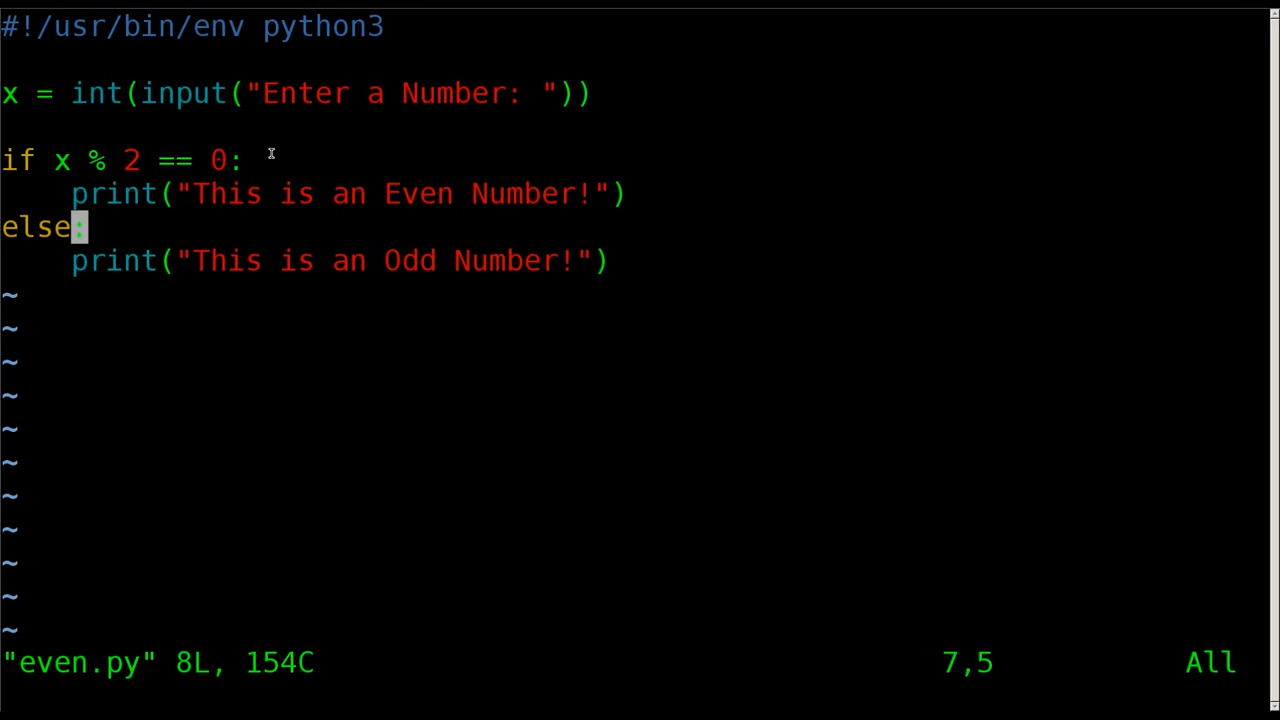 #!/usr/bin/env python3

x = int(input("Enter a Number: "))

if x % 2 == 0:
    print("This is an Even Number!")
else:
    print("This is an Odd Number!")
~
~
~
~
~
~
~
~
~
~
~
"even.py" 8L, 154C 7,5 All